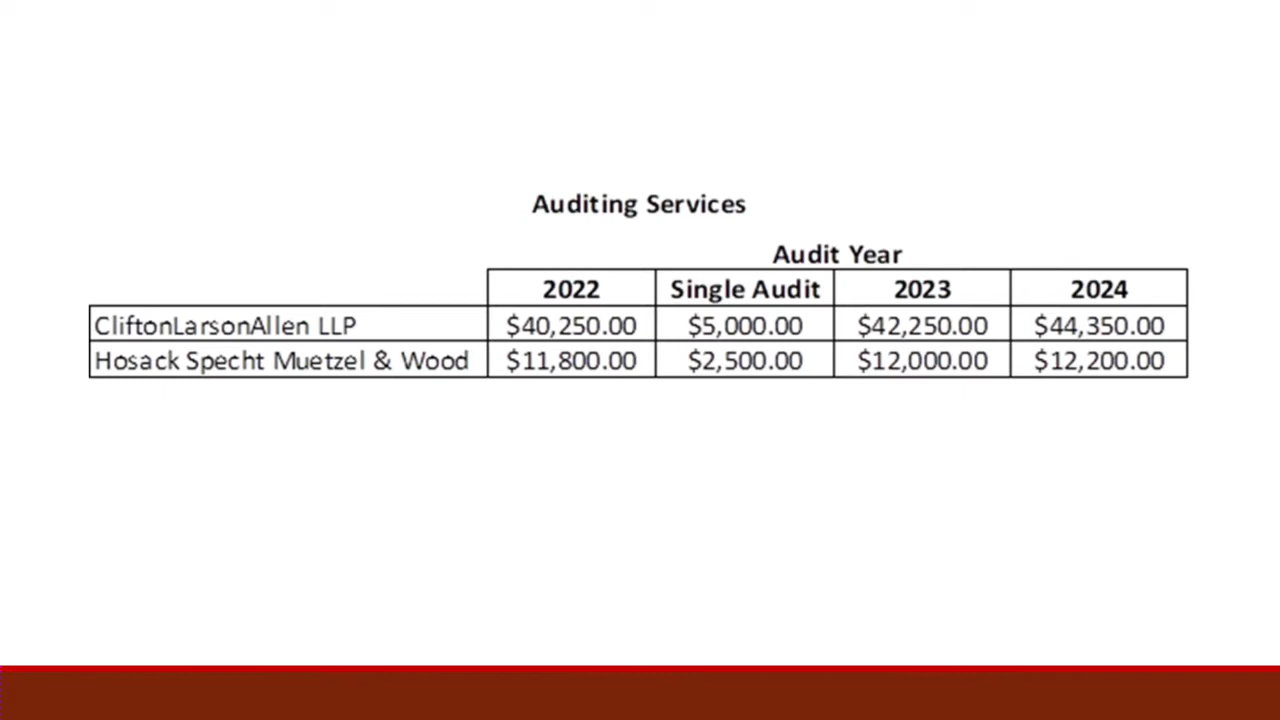 Auditing Services
Audit Year
2022 Single Audit 2023 2024
CliftonLarsonAllen LLP $40,250.00 $5,000.00 $42,250.00 $44,350.00
Hosack Specht Muetzel & Wood $11,800.00 $2,500.00 $12,000.00 $12,200.00